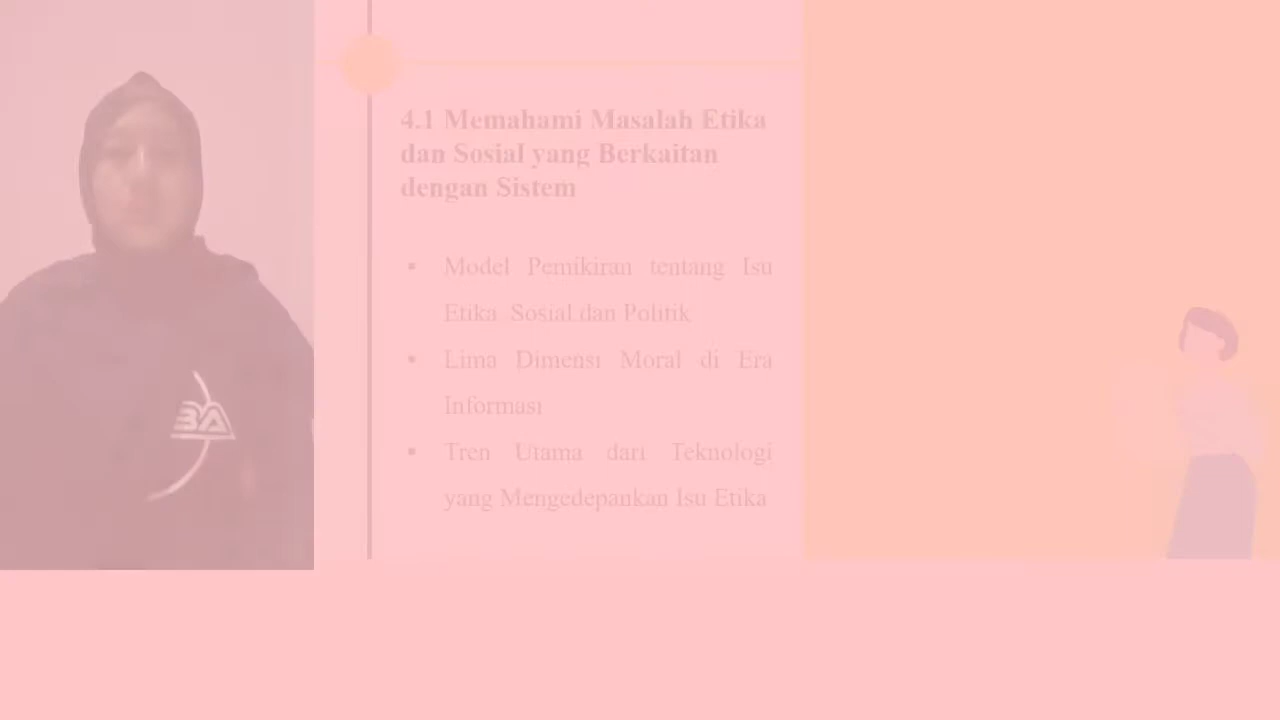 4.1 Memahami Masalah Etika
dan Sosial yang Berkaitan
dengan Sistem
▪ Model Pemikiran tentang Isu
Etika Sosial dan Politik
▪ Lima Dimensi Moral di Era
Informasi
▪ Tren Utama dari Teknologi
yang Mengedepankan Isu Etika
BA